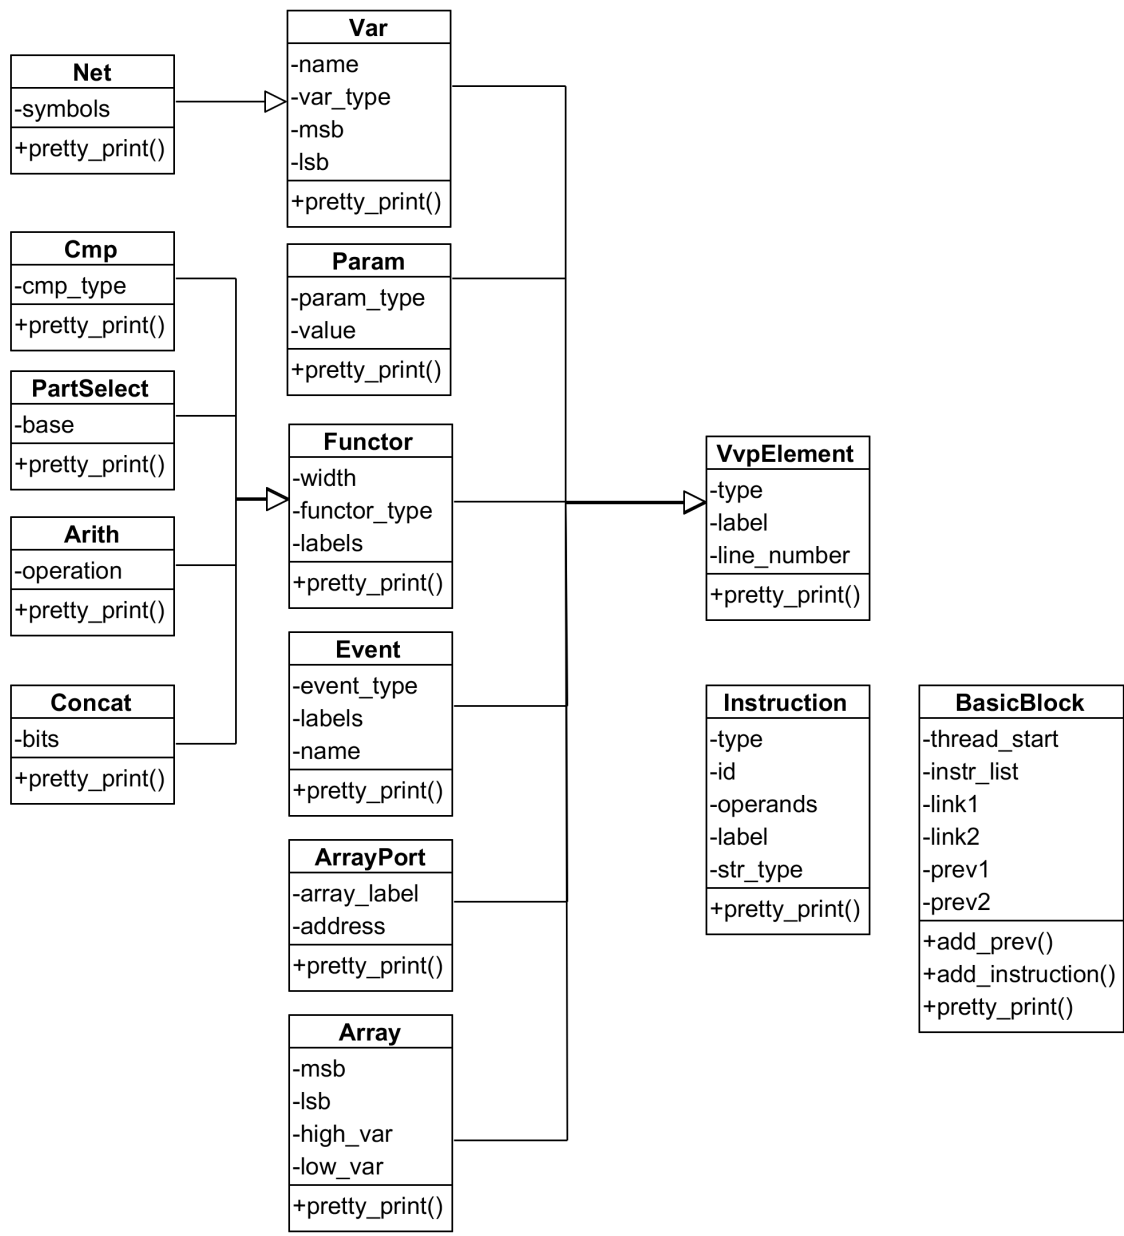 Net
-symbols
+pretty_print()
Cmp
-cmp_type
+pretty_print()
PartSelect
-base
+pretty_print()
Arith
-operation
+pretty_print()
Concat
-bits
+pretty_print()
Var
-name
-var_type
-msb
-lsb
+pretty_print()
Param
-param_type
-value
+pretty_print()
Functor
-width
-functor_type
-labels
+pretty_print()
Event
-event_type
-labels
-name
+pretty_print()
ArrayPort
-array_label
-address
+pretty_print()
Array
-msb
-lsb
-high_var
-low_var
+pretty_print()
VvpElement
-type
-label
-line_number
+pretty_print()
Instruction
-type
-id
-operands
-label
-str_type
+pretty_print()
BasicBlock
-thread_start
-instr_list
-link1
-link2
-prev1
-prev2
+add_prev()
+add_instruction()
+pretty_print()